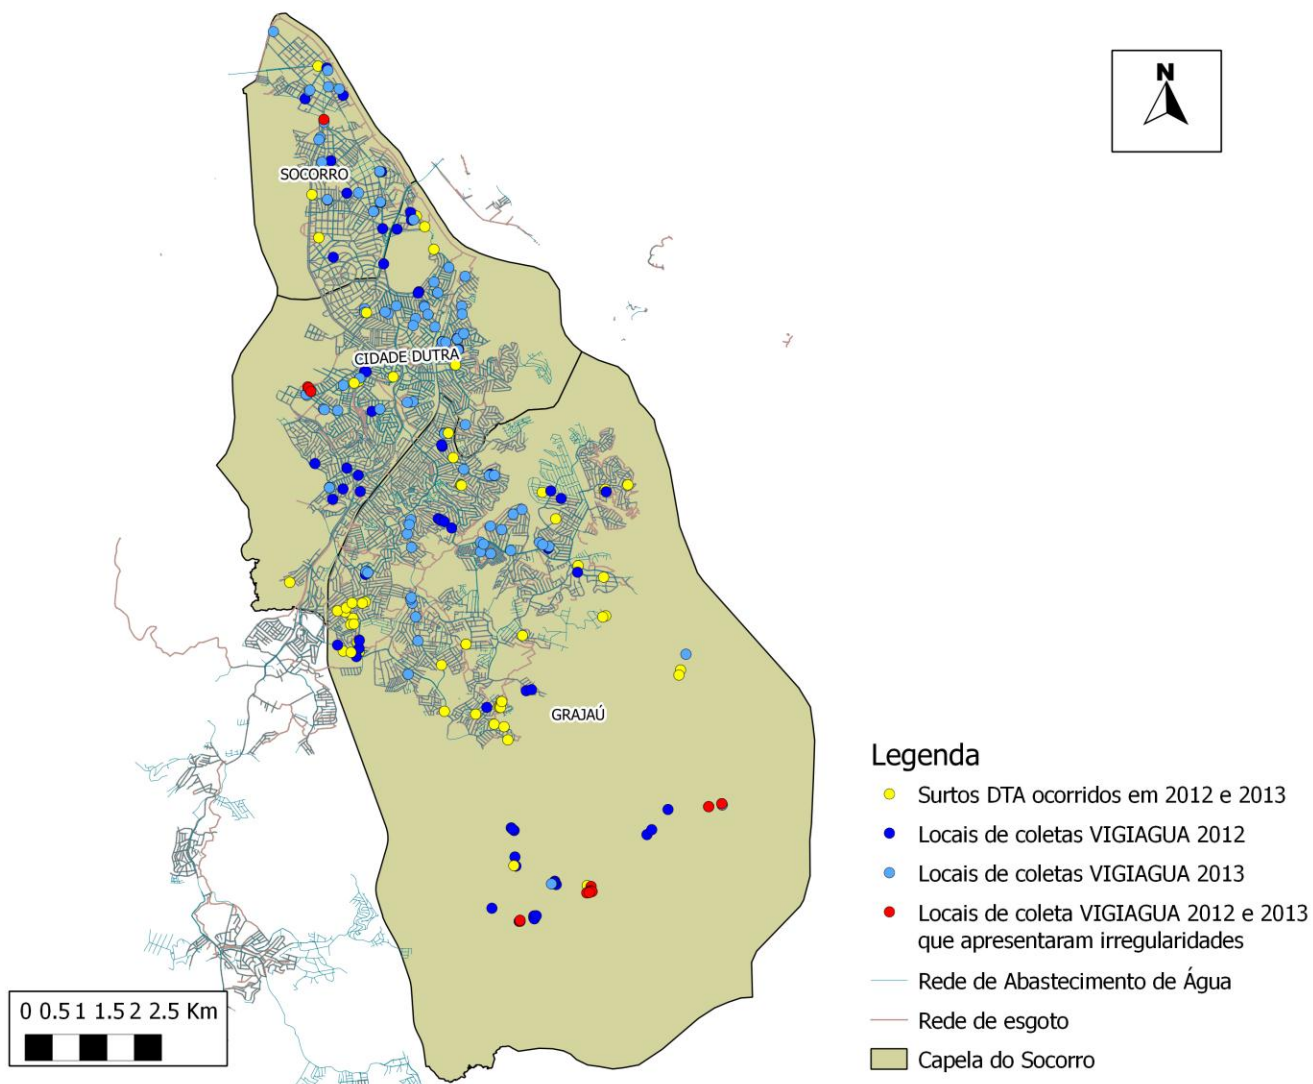 N
SOCORRO
CIDADE DUTRA
GRAJAÚ
Legenda
Surtos DTA ocorridos em 2012 e 2013
Locais de coletas VIGIAGUA 2012
Locais de coletas VIGIAGUA 2013
Locais de coleta VIGIAGUA 2012 e 2013
que apresentaram irregularidades
Rede de Abastecimento de Água
Rede de esgoto
Capela do Socorro
0 0.5 1 1.5 2 2.5 Km